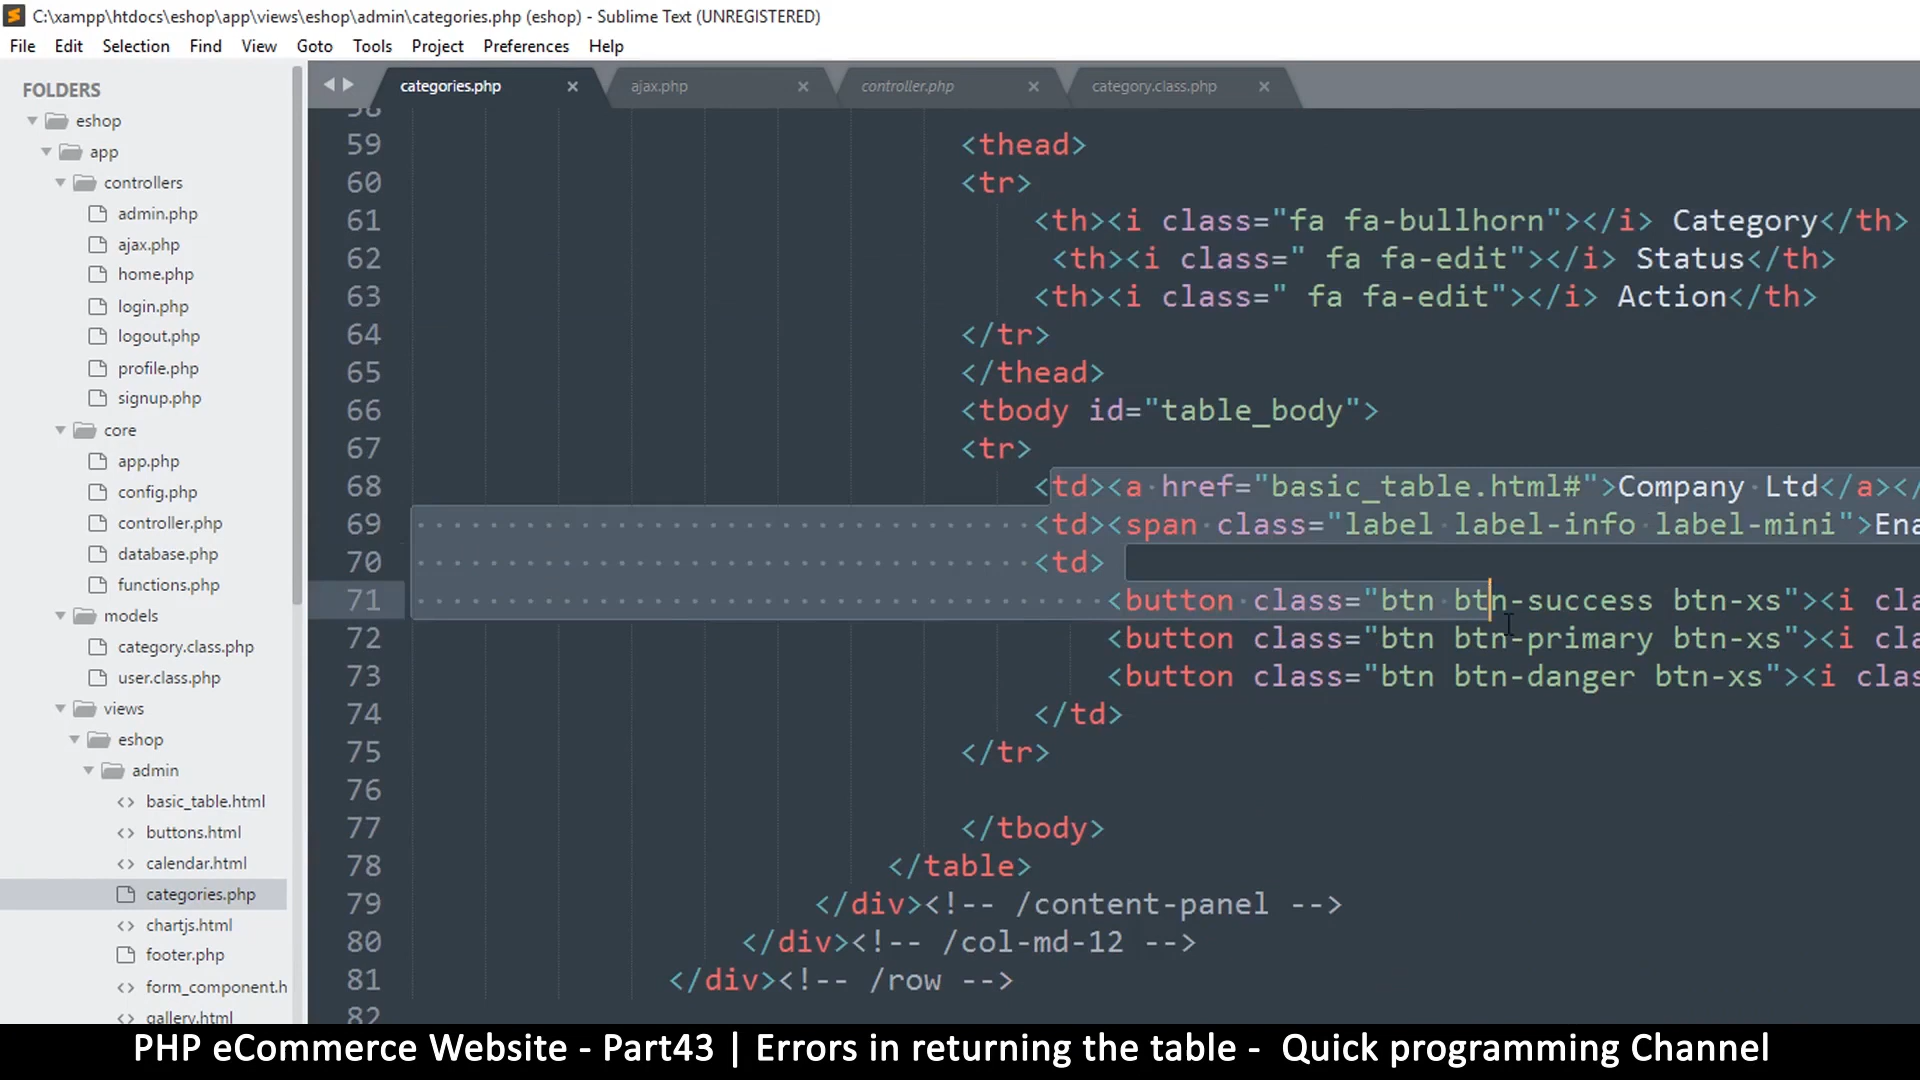 C:\xampp\htdocs\eshop\app\views\eshop\admin\categories.php (eshop) - Sublime Text (UNREGISTERED)
File Edit Selection Find View Goto Tools Project Preferences Help
FOLDERS
eshop
app
controllers
admin.php
ajax.php
home.php
login.php
logout.php
profile.php
signup.php
core
app.php
config.php
controller.php
database.php
functions.php
models
category.class.php
user.class.php
views
eshop
admin
basic_table.html
buttons.html
calendar.html
categories.php
chartjs.html
footer.php
form_component.h
gallery.html
categories.php ajax.php controller.php category.class.php
58
59 <thead>
60 <tr>
61 <th><i class="fa fa-bullhorn"></i> Category</th>
62 <th><i class=" fa fa-edit"></i> Status</th>
63 <th><i class=" fa fa-edit"></i> Action</th>
64 </tr>
65 </thead>
66 <tbody id="table_body">
67 <tr>
68 <td><a href="basic_table.html#">Company Ltd</a></
69 <td><span class="label label-info label-mini">Ena
70 <td>
71 <button class="btn btn-success btn-xs"><i cla
72 <button class="btn btn-primary btn-xs"><i cla
73 <button class="btn btn-danger btn-xs"><i clas
74 </td>
75 </tr>
76
77 </tbody>
78 </table>
79 </div><!-- /content-panel -->
80 </div><!-- /col-md-12 -->
81 </div><!-- /row -->
82
PHP eCommerce Website - Part43 | Errors in returning the table - Quick programming Channel